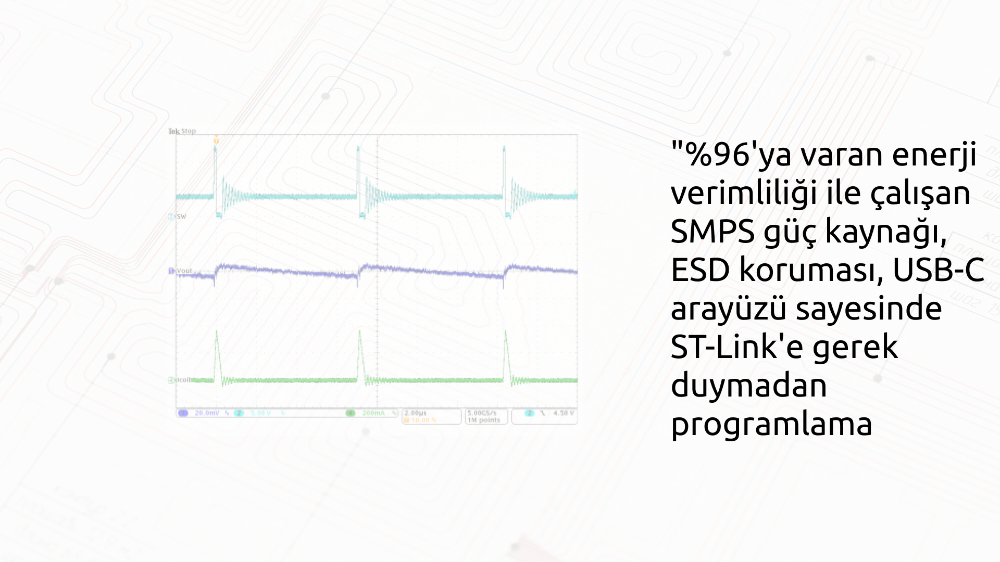 Tek Stop
SW
Vout
Icoil
20.0mV
2 5.00 V
4 200mA
2.00µs
10.00 %
5.00GS/s
1M points
2 4.50 V
"%96'ya varan enerji
verimliliği ile çalışan
SMPS güç kaynağı,
ESD koruması, USB-C
arayüzü sayesinde
ST-Link'e gerek
duymadan
programlama